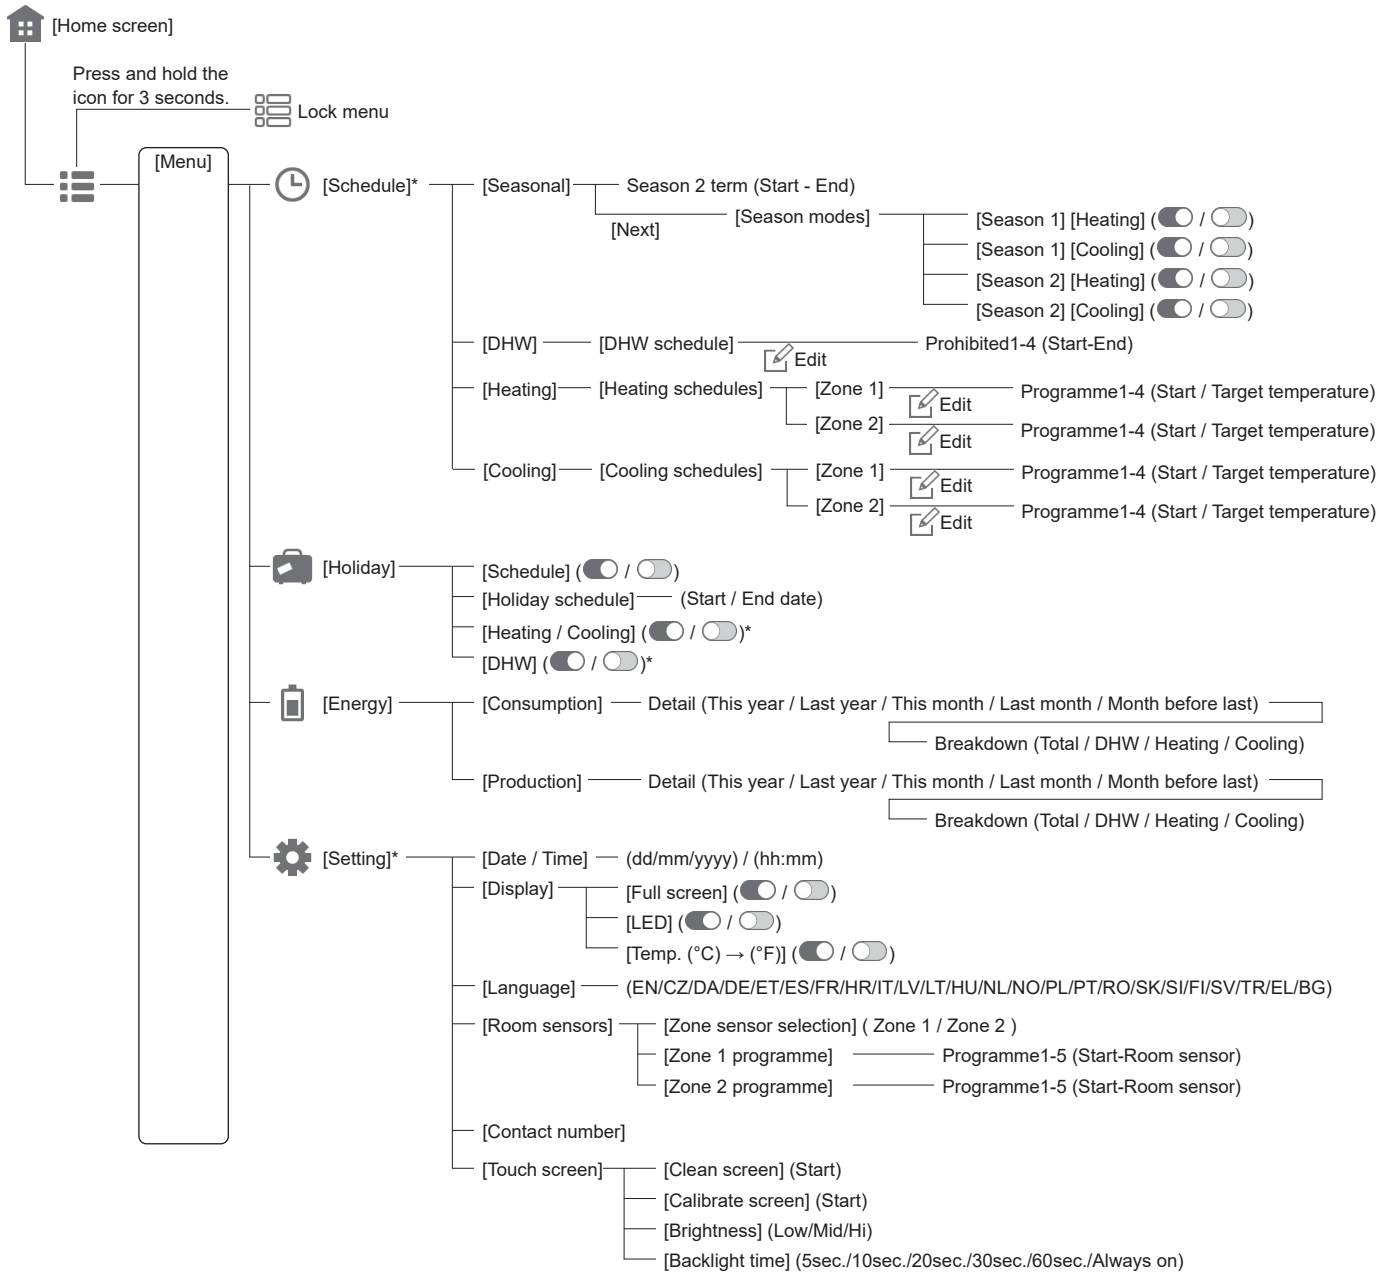 [Home screen]
Press and hold the
icon for 3 seconds.
Lock menu
[Menu]
[Schedule]*
[Seasonal]
Season 2 term (Start - End)
[Next]
[Season modes]
[Season 1] [Heating] ( / )
[Season 1] [Cooling] ( / )
[Season 2] [Heating] ( / )
[Season 2] [Cooling] ( / )
[DHW]
[DHW schedule]
Edit
Prohibited1-4 (Start-End)
[Heating]
[Heating schedules]
[Zone 1]
Edit
Programme1-4 (Start / Target temperature)
[Zone 2]
Edit
Programme1-4 (Start / Target temperature)
[Cooling]
[Cooling schedules]
[Zone 1]
Edit
Programme1-4 (Start / Target temperature)
[Zone 2]
Edit
Programme1-4 (Start / Target temperature)
[Holiday]
[Schedule] ( / )
[Holiday schedule]
(Start / End date)
[Heating / Cooling] ( / )*
[DHW] ( / )*
[Energy]
[Consumption]
Detail (This year / Last year / This month / Last month / Month before last)
Breakdown (Total / DHW / Heating / Cooling)
[Production]
Detail (This year / Last year / This month / Last month / Month before last)
Breakdown (Total / DHW / Heating / Cooling)
[Setting]*
[Date / Time]
(dd/mm/yyyy) / (hh:mm)
[Display]
[Full screen] ( / )
[LED] ( / )
[Temp. (°C) → (°F)] ( / )
[Language]
(EN/CZ/DA/DE/ET/ES/FR/HR/IT/LV/LT/HU/NL/NO/PL/PT/RO/SK/SI/FI/SV/TR/EL/BG)
[Room sensors]
[Zone sensor selection] ( Zone 1 / Zone 2 )
[Zone 1 programme]
Programme1-5 (Start-Room sensor)
[Zone 2 programme]
Programme1-5 (Start-Room sensor)
[Contact number]
[Touch screen]
[Clean screen] (Start)
[Calibrate screen] (Start)
[Brightness] (Low/Mid/Hi)
[Backlight time] (5sec./10sec./20sec./30sec./60sec./Always on)